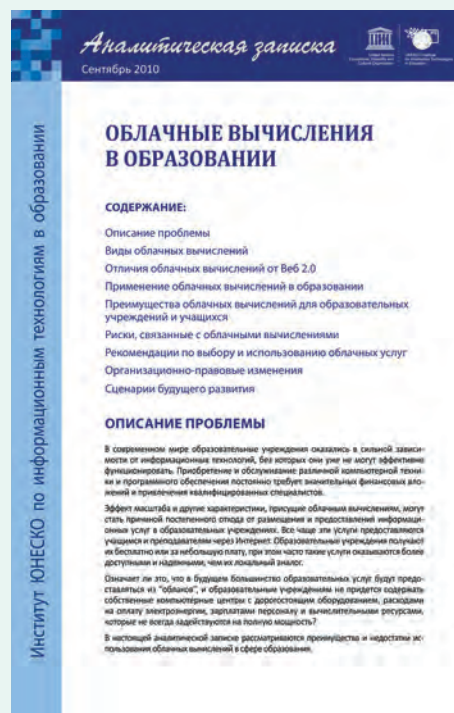 Аналитическая записка
Сентябрь 2010
Институт ЮНЕСКО по информационным технологиям в образовании
ОБЛАЧНЫЕ ВЫЧИСЛЕНИЯ
В ОБРАЗОВАНИИ
СОДЕРЖАНИЕ:
Описание проблемы
Виды облачных вычислений
Отличия облачных вычислений от Веб 2.0
Применение облачных вычислений в образовании
Преимущества облачных вычислений для образовательных
учреждений и учащихся
Риски, связанные с облачными вычислениями
Рекомендации по выбору и использованию облачных услуг
Организационно-правовые изменения
Сценарии будущего развития
ОПИСАНИЕ ПРОБЛЕМЫ
В современном мире образовательные учреждения оказались в сильной зависи-
мости от информационных технологий, без которых они уже не могут эффективно
функционировать. Приобретение и обслуживание различной компьютерной техни-
ки и программного обеспечения постоянно требует значительных финансовых вло-
жений и привлечения квалифицированных специалистов.
Эффект масштаба и другие характеристики, присущие облачным вычислениям, могут
стать причиной постепенного отхода от размещения и предоставления информаци-
онных услуг в образовательных учреждениях. Все чаще эти услуги предоставляются
учащимся и преподавателям через Интернет. Образовательные учреждения получают
их бесплатно или за небольшую плату, при этом часто такие услуги оказываются более
доступными и надежными, чем их локальный аналог.
Означает ли это, что в будущем большинство образовательных услуг будут предо-
ставляться из "облаков", и образовательным учреждениям не придется содержать
собственные компьютерные центры с дорогостоящим оборудованием, расходами
на оплату электроэнергии, зарплатами персоналу и вычислительными ресурсами,
которые не всегда задействуются на полную мощность?
В настоящей аналитической записке рассматриваются преимущества и недостатки ис-
пользования облачных вычислений в сфере образования.